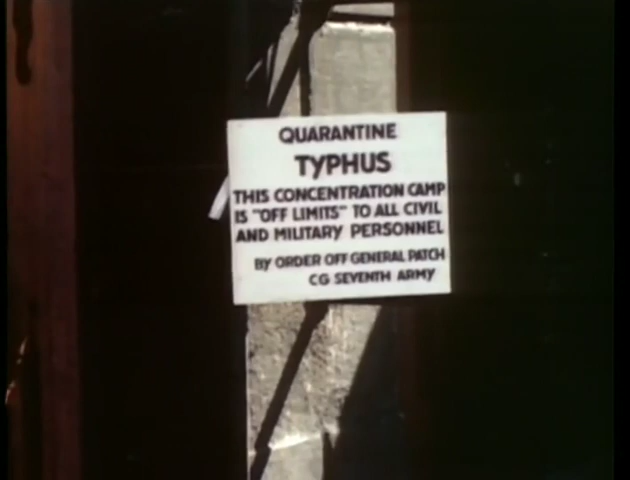 QUARANTINE
TYPHUS
THIS CONCENTRATION CAMP
IS "OFF LIMITS" TO ALL CIVIL
AND MILITARY PERSONNEL
BY ORDER OFF GENERAL PATCH
CG SEVENTH ARMY